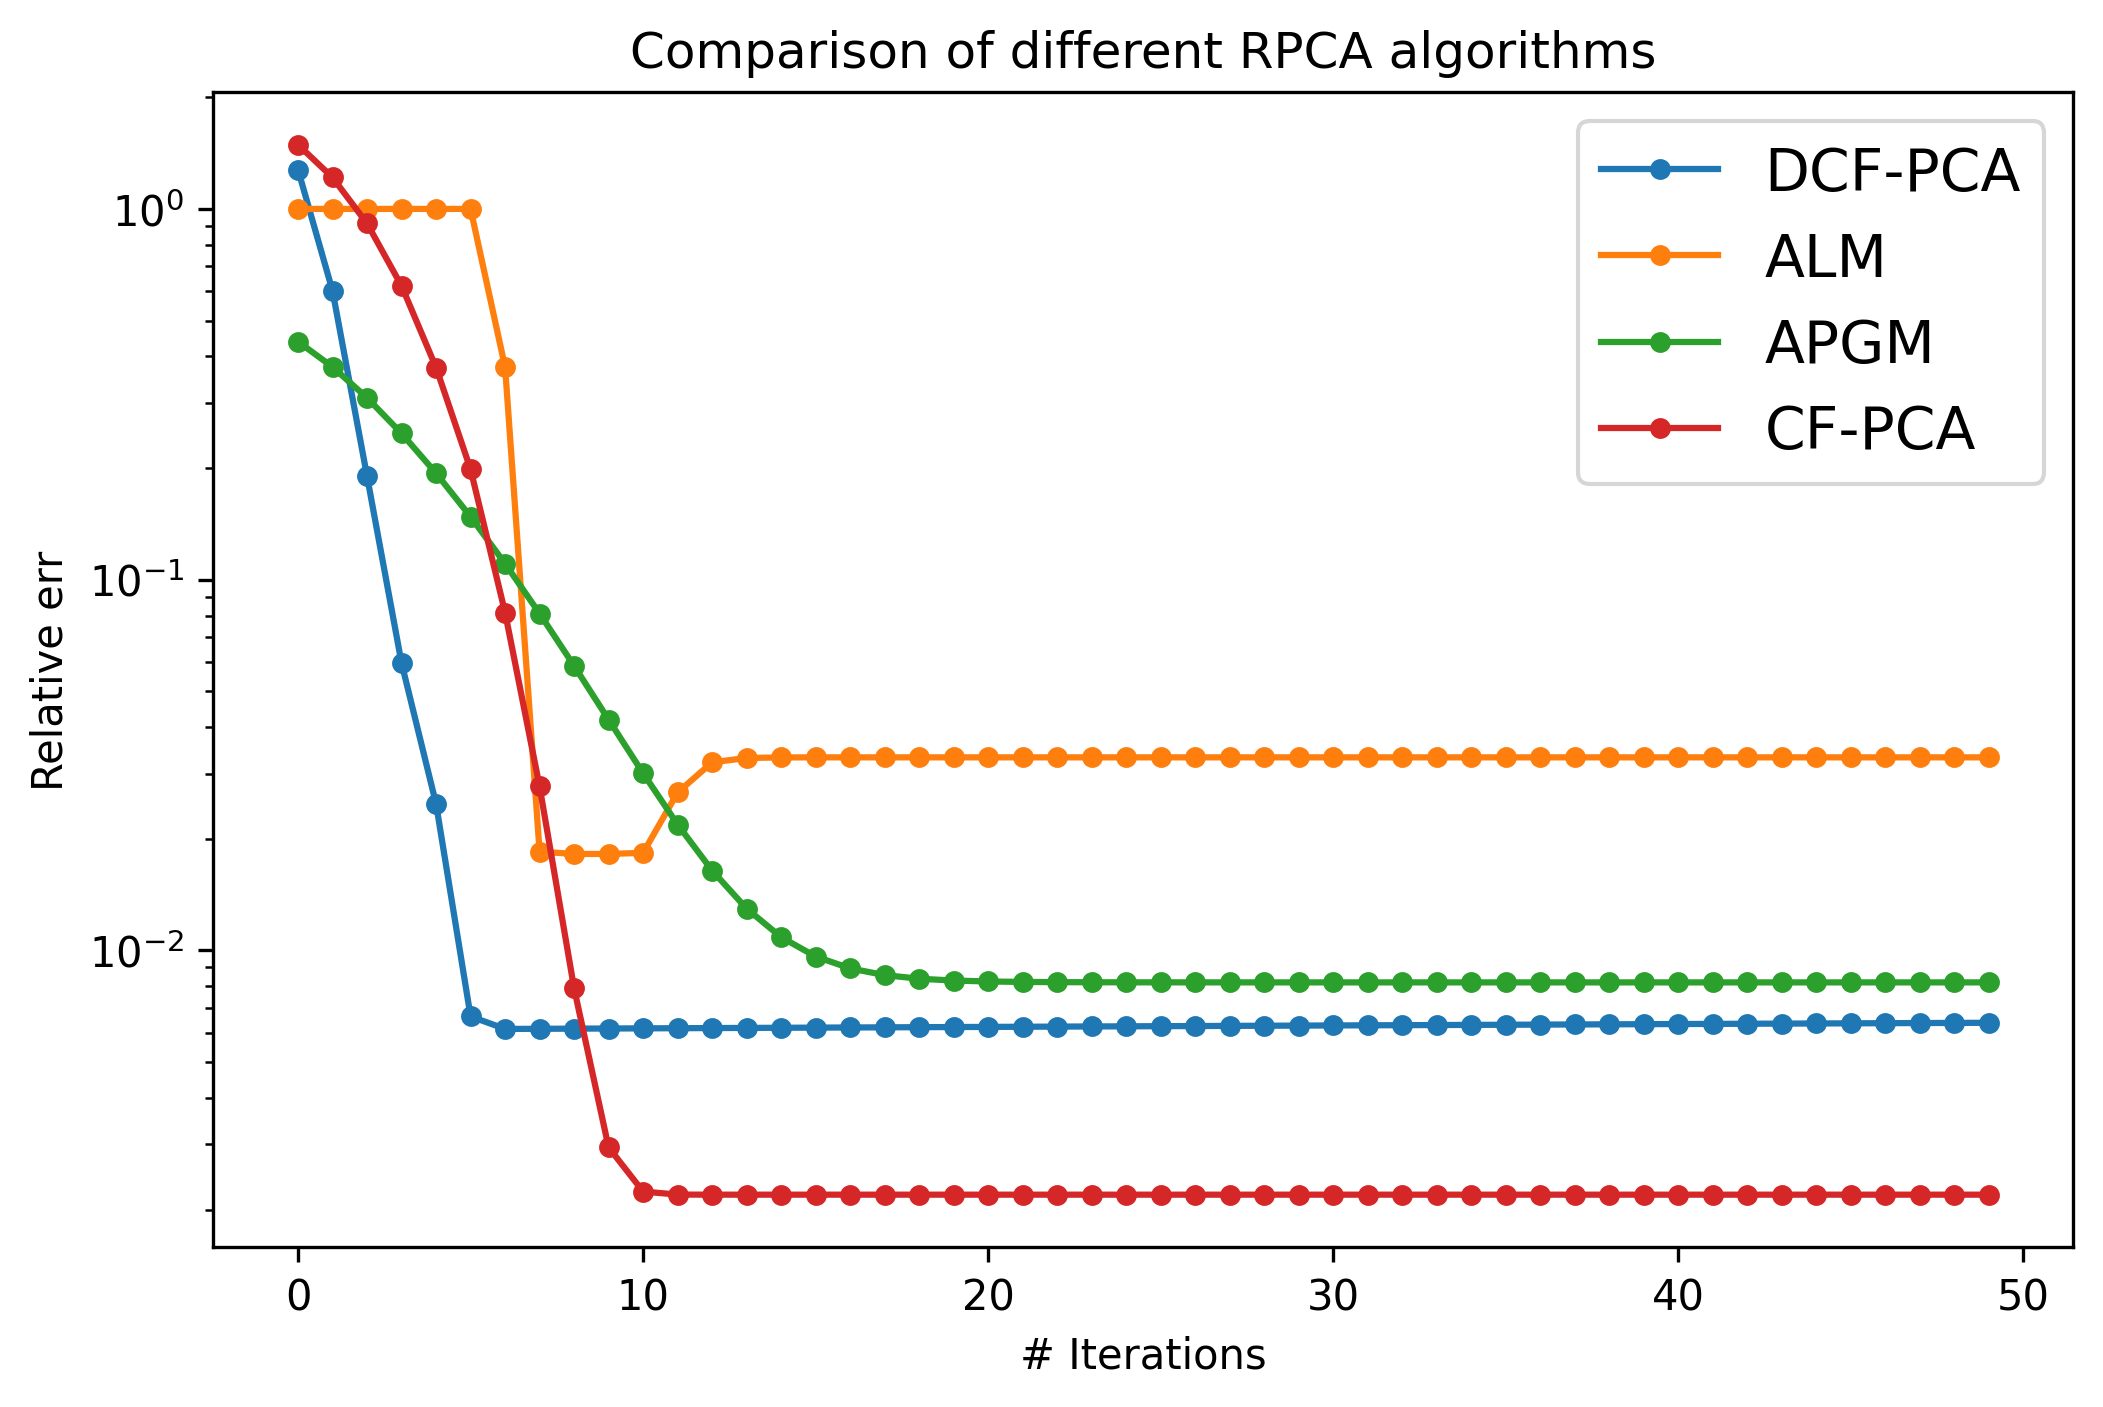 Comparison of different RPCA algorithms
DCF-PCA
ALM
APGM
CF-PCA
Relative err
10⁰
10⁻¹
10⁻²
0 10 20 30 40 50
# Iterations